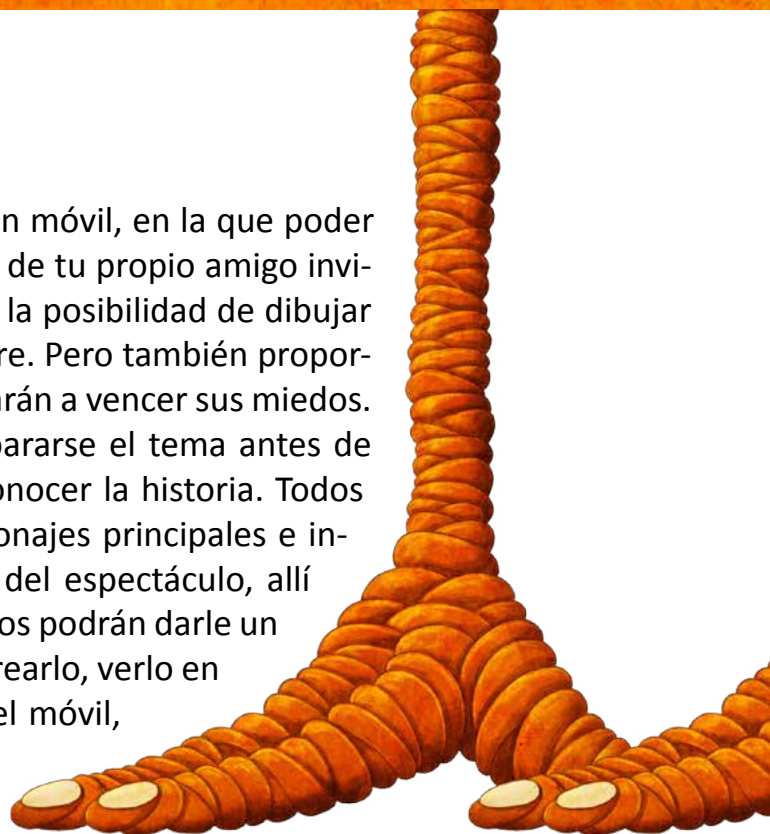 n móvil, en la que poder
de tu propio amigo invi-
la posibilidad de dibujar
re. Pero también propor-
arán a vencer sus miedos.
pararse el tema antes de
onocer la historia. Todos
onajes principales e in-
del espectáculo, allí
os podrán darle un
rearlo, verlo en
el móvil,